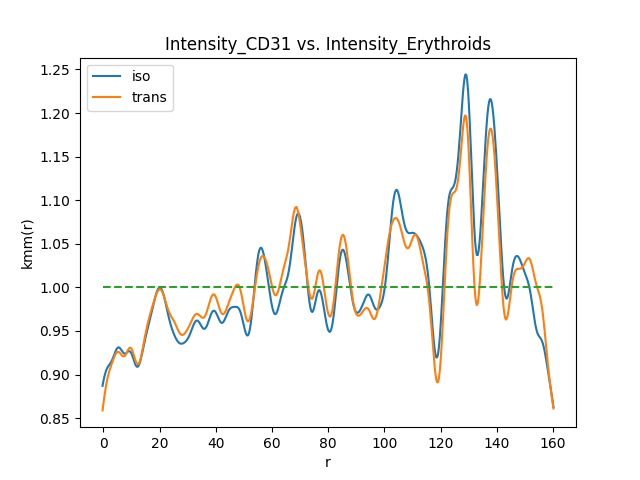 Intensity_CD31 vs. Intensity_Erythroids
iso
trans
1.25
1.20
1.15
1.10
1.05
1.00
0.95
0.90
0.85
kmm(r)
0 20 40 60 80 100 120 140 160
r